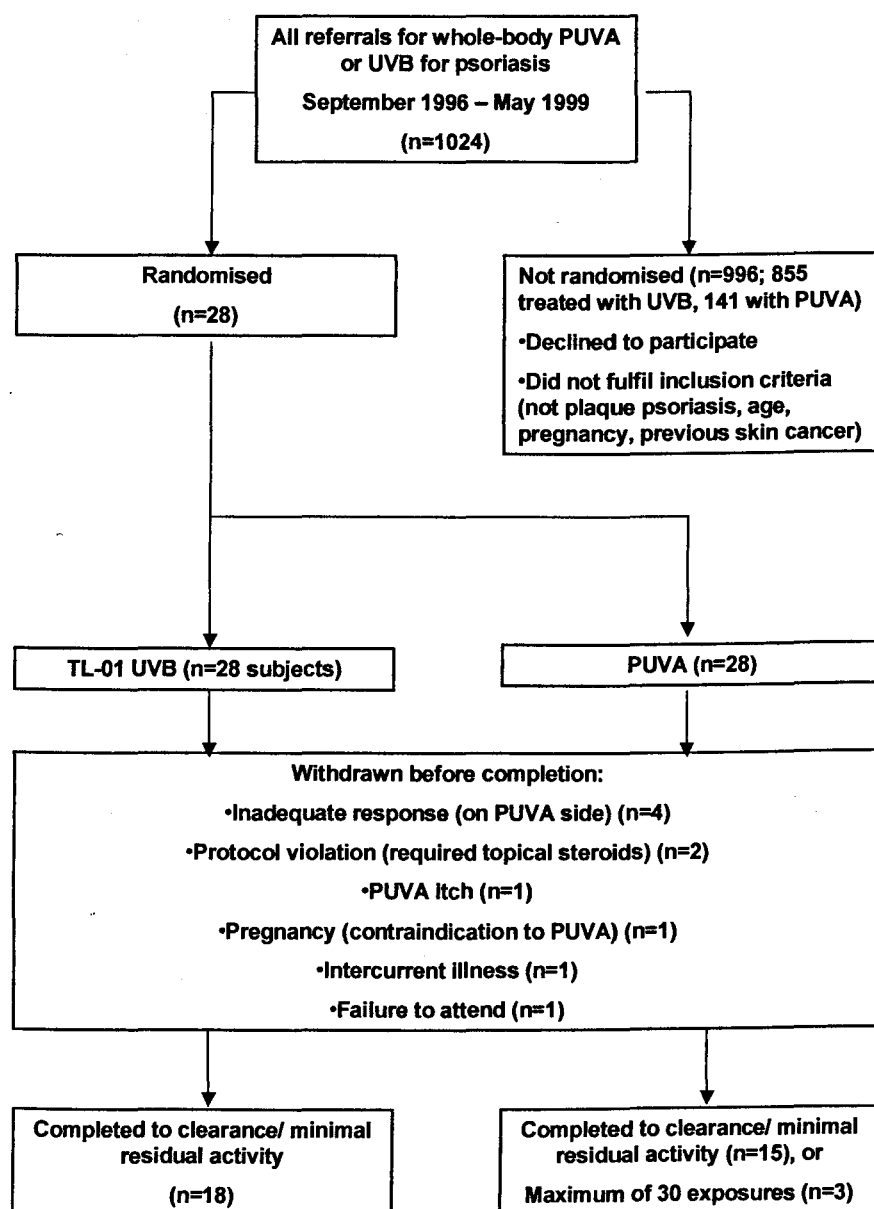 All referrals for whole-body PUVA
or UVB for psoriasis
September 1996 – May 1999
(n=1024)
Randomised
(n=28)
Not randomised (n=996; 855
treated with UVB, 141 with PUVA)
•Declined to participate
•Did not fulfil inclusion criteria
(not plaque psoriasis, age,
pregnancy, previous skin cancer)
TL-01 UVB (n=28 subjects)
PUVA (n=28)
Withdrawn before completion:
•Inadequate response (on PUVA side) (n=4)
•Protocol violation (required topical steroids) (n=2)
•PUVA Itch (n=1)
•Pregnancy (contraindication to PUVA) (n=1)
•Intercurrent illness (n=1)
•Failure to attend (n=1)
Completed to clearance/ minimal
residual activity
(n=18)
Completed to clearance/ minimal
residual activity (n=15), or
Maximum of 30 exposures (n=3)